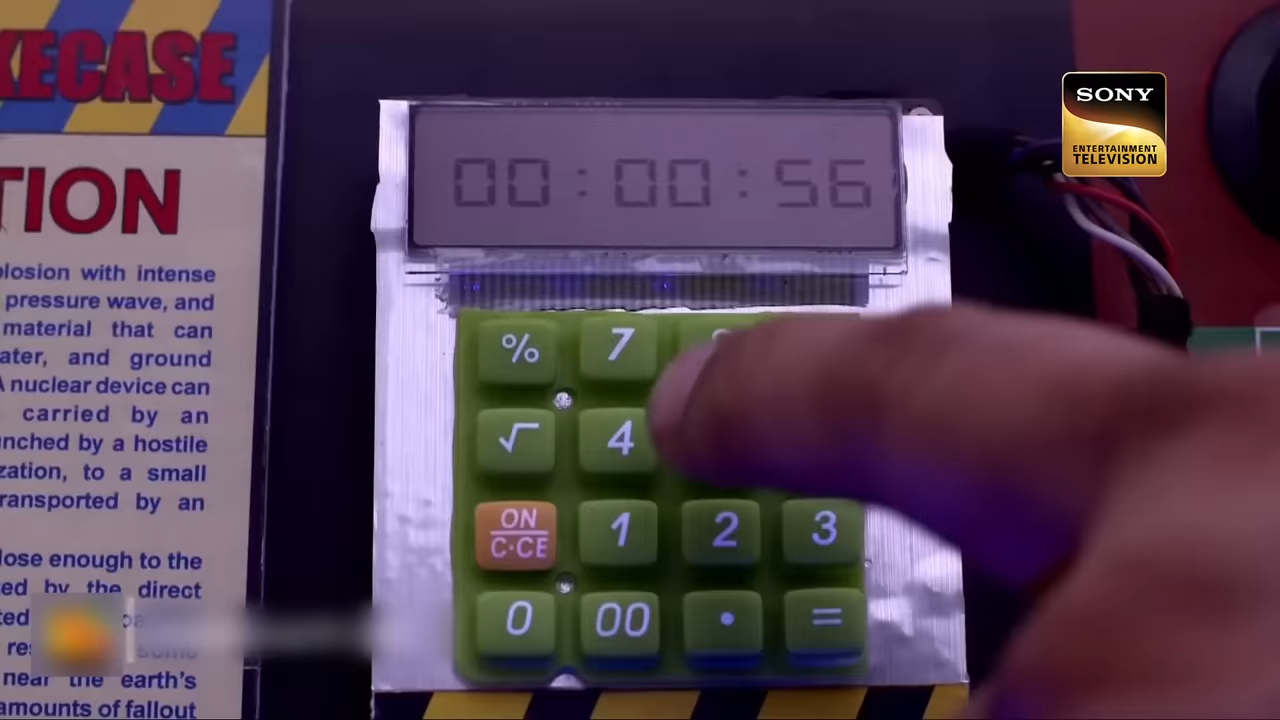 KECASE
TION
plosion with intense
pressure wave, and
material that can
ater, and ground
A nuclear device can
carried by an
unched by a hostile
zation, to a small
ransported by an
lose enough to the
ed by the direct
near the earth's
amounts of fallout
00:00:56
% 7
√ 4
ON
C·CE
1 2 3
0 00 • =
SONY
ENTERTAINMENT
TELEVISION